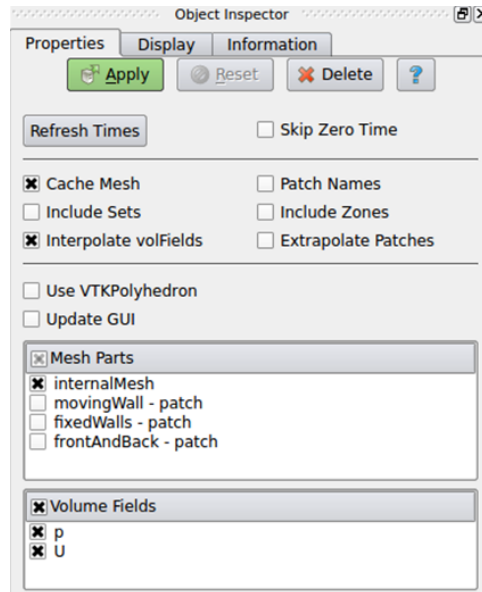 Object Inspector
Properties Display Information
Apply Reset Delete ?
Refresh Times Skip Zero Time
Cache Mesh Patch Names
Include Sets Include Zones
Interpolate volFields Extrapolate Patches
Use VTKPolyhedron
Update GUI
Mesh Parts
internalMesh
movingWall - patch
fixedWalls - patch
frontAndBack - patch
Volume Fields
p
U